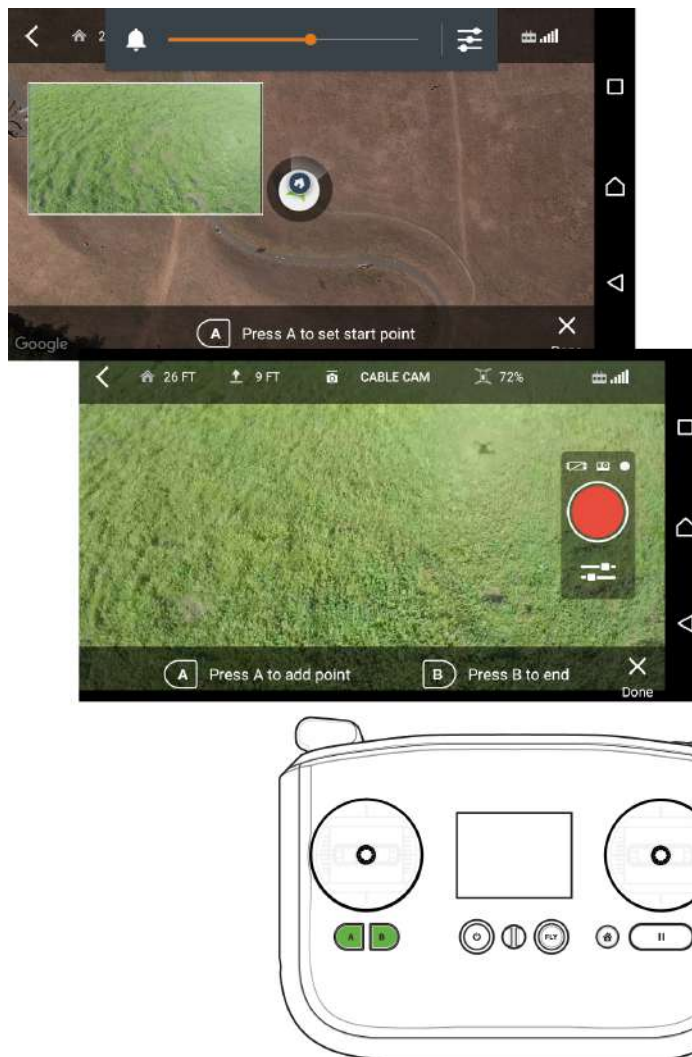 2
Google
A Press A to set start point
26 FT 9 FT CABLE CAM 72%
A Press A to add point B Press B to end
Done
A B FLY